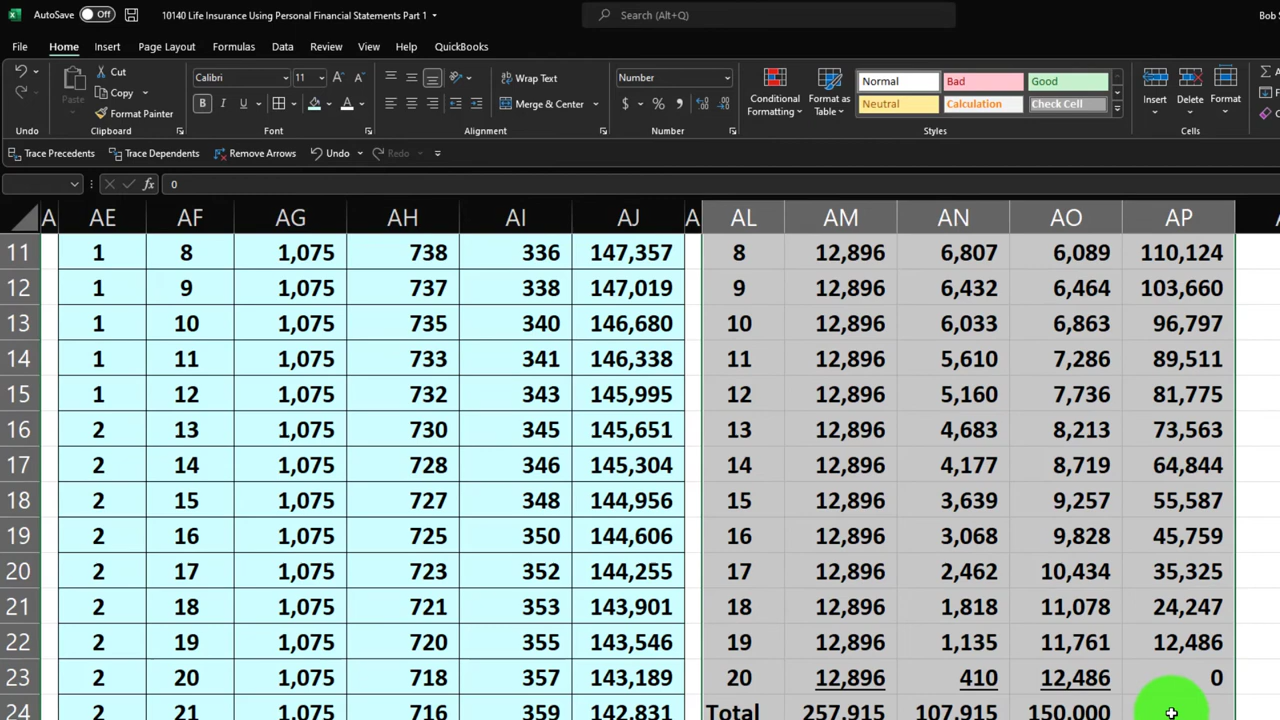 AutoSave Off 10140 Life Insurance Using Personal Financial Statements Part 1 Search (Alt+Q) Bob S
File Home Insert Page Layout Formulas Data Review View Help QuickBooks
Cut Calibri 11 Wrap Text Number Normal Bad Good
Paste Copy Conditional Formatting Format as Table Insert Delete Format
Format Painter B I U Merge & Center $ % Neutral Calculation Check Cell
Undo Clipboard Font Alignment Number Styles Cells
Trace Precedents Trace Dependents Remove Arrows Undo Redo
fx 0
A AE AF AG AH AI AJ A AL AM AN AO AP
11 1 8 1,075 738 336 147,357 8 12,896 6,807 6,089 110,124
12 1 9 1,075 737 338 147,019 9 12,896 6,432 6,464 103,660
13 1 10 1,075 735 340 146,680 10 12,896 6,033 6,863 96,797
14 1 11 1,075 733 341 146,338 11 12,896 5,610 7,286 89,511
15 1 12 1,075 732 343 145,995 12 12,896 5,160 7,736 81,775
16 2 13 1,075 730 345 145,651 13 12,896 4,683 8,213 73,563
17 2 14 1,075 728 346 145,304 14 12,896 4,177 8,719 64,844
18 2 15 1,075 727 348 144,956 15 12,896 3,639 9,257 55,587
19 2 16 1,075 725 350 144,606 16 12,896 3,068 9,828 45,759
20 2 17 1,075 723 352 144,255 17 12,896 2,462 10,434 35,325
21 2 18 1,075 721 353 143,901 18 12,896 1,818 11,078 24,247
22 2 19 1,075 720 355 143,546 19 12,896 1,135 11,761 12,486
23 2 20 1,075 718 357 143,189 20 12,896 410 12,486 0
24 2 21 1,075 716 359 142,831 Total 257,915 107,915 150,000